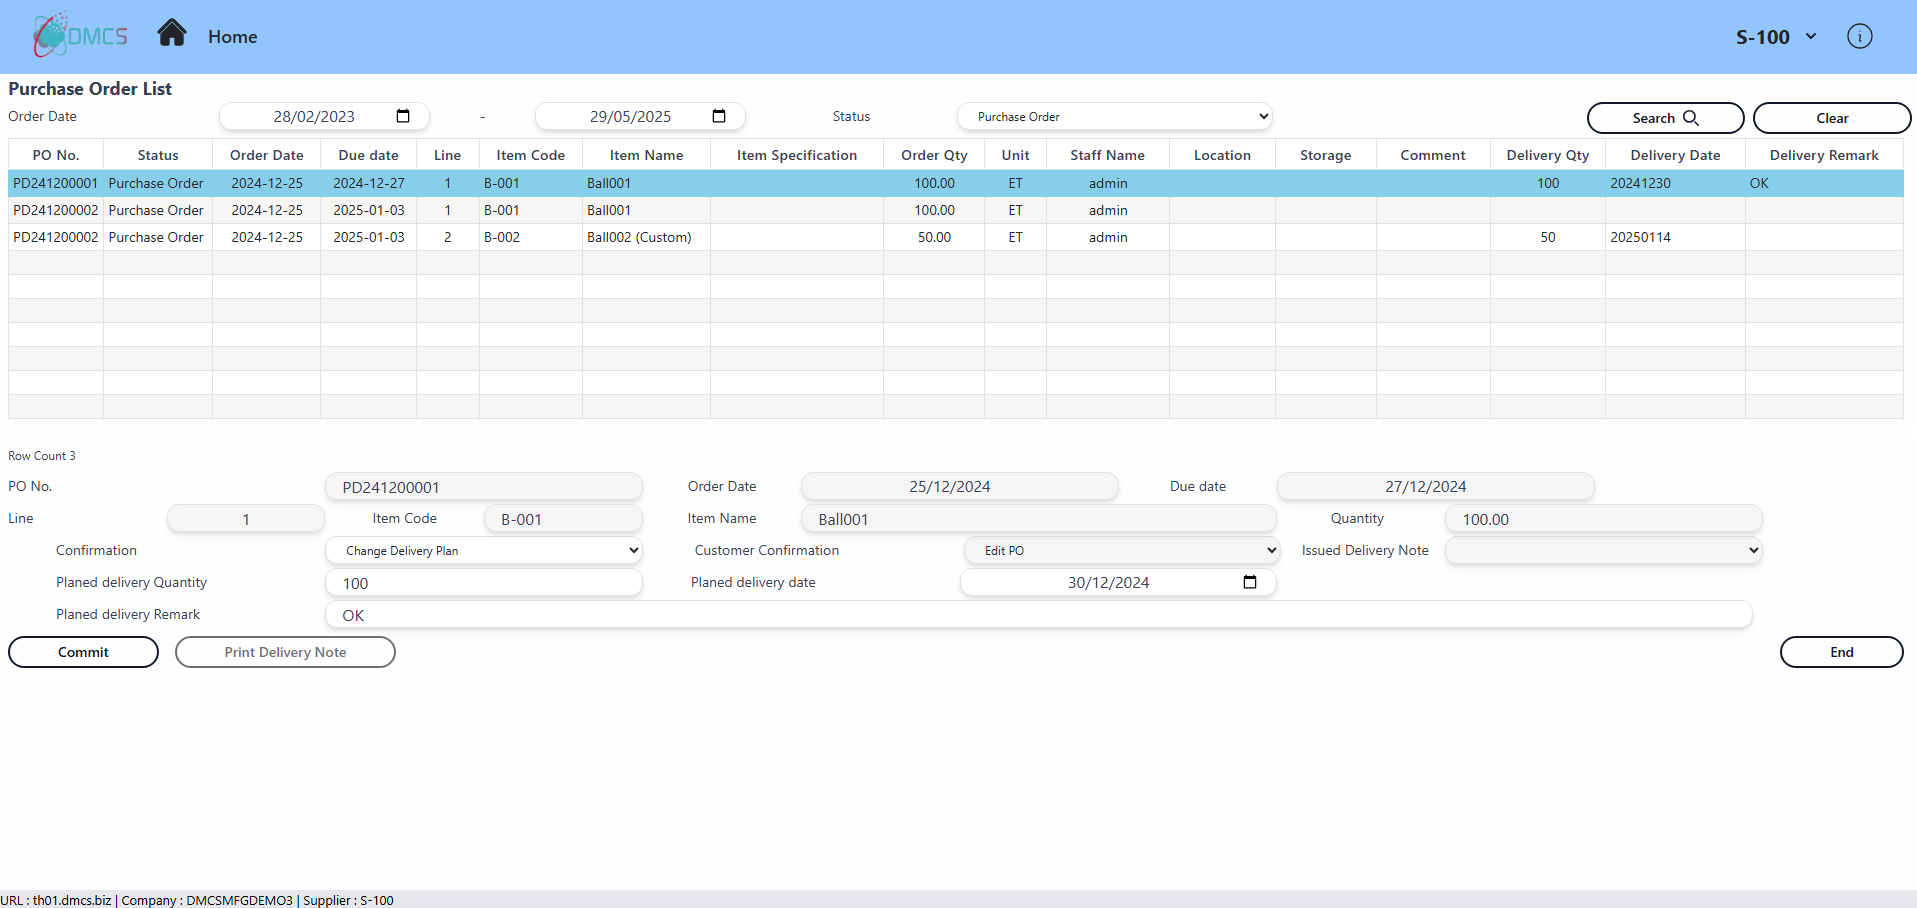 DMCS Home S-100
Purchase Order List
Order Date 28/02/2023 - 29/05/2025 Status Purchase Order Search Clear
PO No. Status Order Date Due date Line Item Code Item Name Item Specification Order Qty Unit Staff Name Location Storage Comment Delivery Qty Delivery Date Delivery Remark
PD241200001 Purchase Order 2024-12-25 2024-12-27 1 B-001 Ball001 100.00 ET admin 100 20241230 OK
PD241200002 Purchase Order 2024-12-25 2025-01-03 1 B-001 Ball001 100.00 ET admin
PD241200002 Purchase Order 2024-12-25 2025-01-03 2 B-002 Ball002 (Custom) 50.00 ET admin 50 20250114
Row Count 3
PO No. PD241200001 Order Date 25/12/2024 Due date 27/12/2024
Line 1 Item Code B-001 Item Name Ball001 Quantity 100.00
Confirmation Change Delivery Plan Customer Confirmation Edit PO Issued Delivery Note
Planed delivery Quantity 100 Planed delivery date 30/12/2024
Planed delivery Remark OK
Commit Print Delivery Note End
URL : th01.dmcs.biz | Company : DMCSMFGDEMO3 | Supplier : S-100